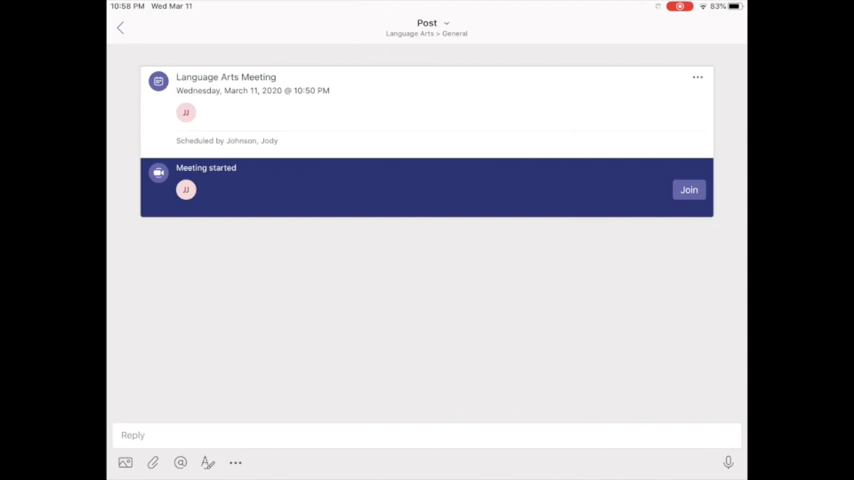 10:58 PM Wed Mar 11
83%
Post
Language Arts > General
Language Arts Meeting
Wednesday, March 11, 2020 @ 10:50 PM
JJ
Scheduled by Johnson, Jody
Meeting started
JJ
Join
Reply